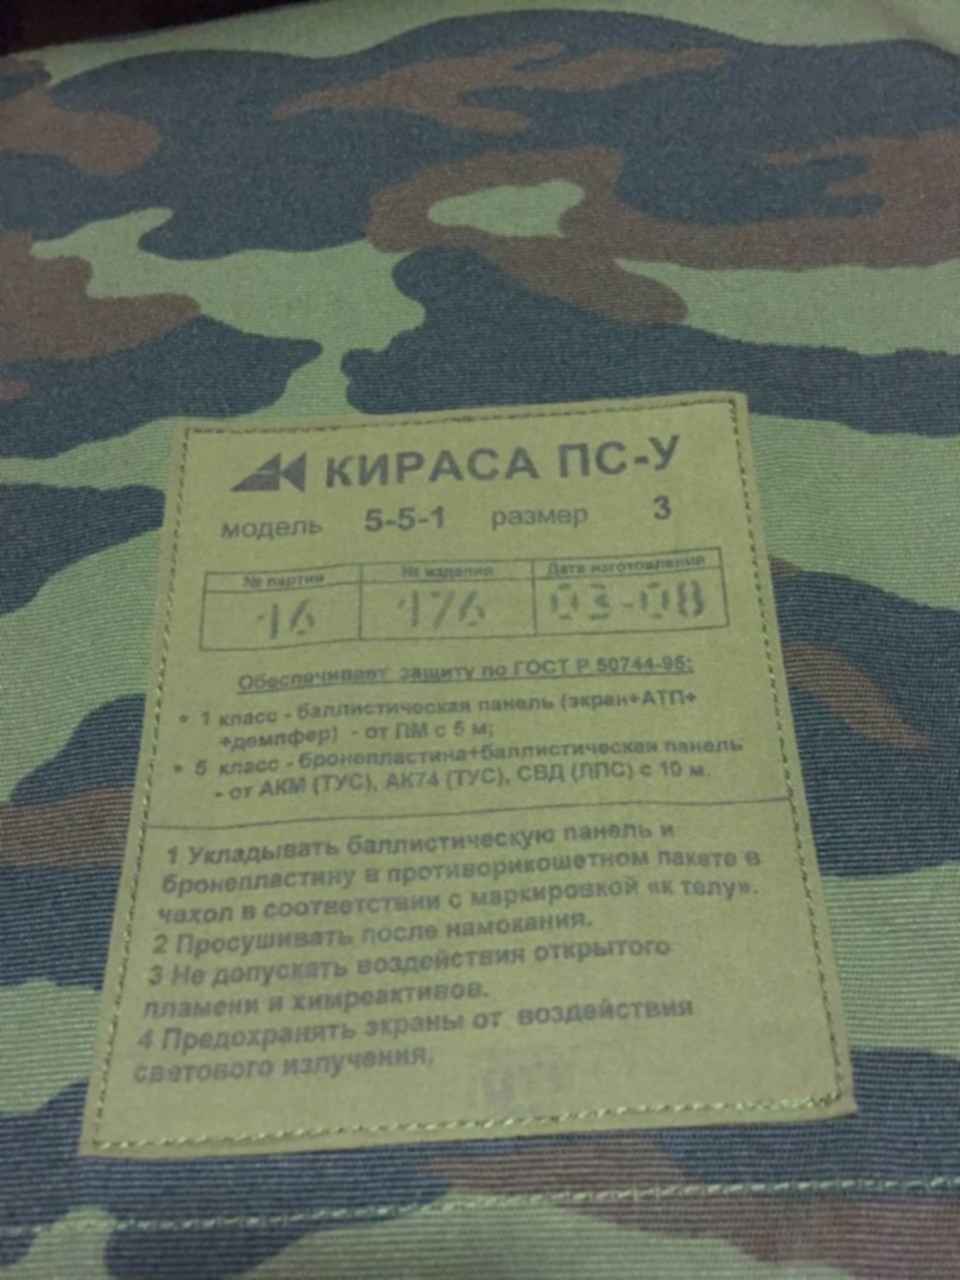 КИРАСА ПС-У
модель 5-5-1 размер 3
№ партии № изделия Дата изготовления
16 176 03-08
Обеспечивает защиту по ГОСТ Р 50744-95:
• 1 класс - баллистическая панель (экран+АТП+
+демпфер) - от ПМ с 5 м;
• 5 класс - бронепластина+баллистическая панель
- от АКМ (ТУС), АК74 (ТУС), СВД (ЛПС) с 10 м.
1 Укладывать баллистическую панель и
бронепластину в противорикошетном пакете в
чехол в соответствии с маркировкой «к телу».
2 Просушивать после намокания.
3 Не допускать воздействия открытого
пламени и химреактивов.
4 Предохранять экраны от воздействия
светового излучения.